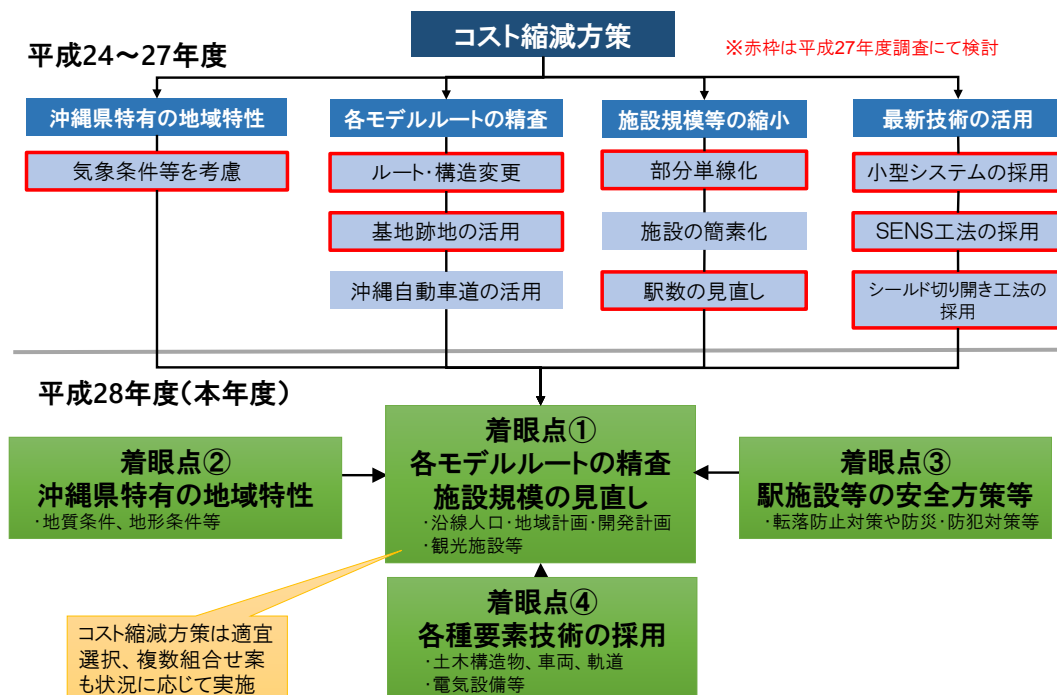 コスト縮減方策
平成24～27年度
※赤枠は平成27年度調査にて検討
沖縄県特有の地域特性
各モデルルートの精査
施設規模等の縮小
最新技術の活用
気象条件等を考慮
ルート・構造変更
部分単線化
小型システムの採用
基地跡地の活用
施設の簡素化
SENS工法の採用
沖縄自動車道の活用
駅数の見直し
シールド切り開き工法の
採用
平成28年度（本年度）
着眼点①
各モデルルートの精査
施設規模の見直し
・沿線人口・地域計画・開発計画
・観光施設等
着眼点②
沖縄県特有の地域特性
・地質条件、地形条件等
着眼点③
駅施設等の安全方策等
・転落防止対策や防災・防犯対策等
着眼点④
各種要素技術の採用
・土木構造物、車両、軌道
・電気設備等
コスト縮減方策は適宜
選択、複数組合せ案
も状況に応じて実施